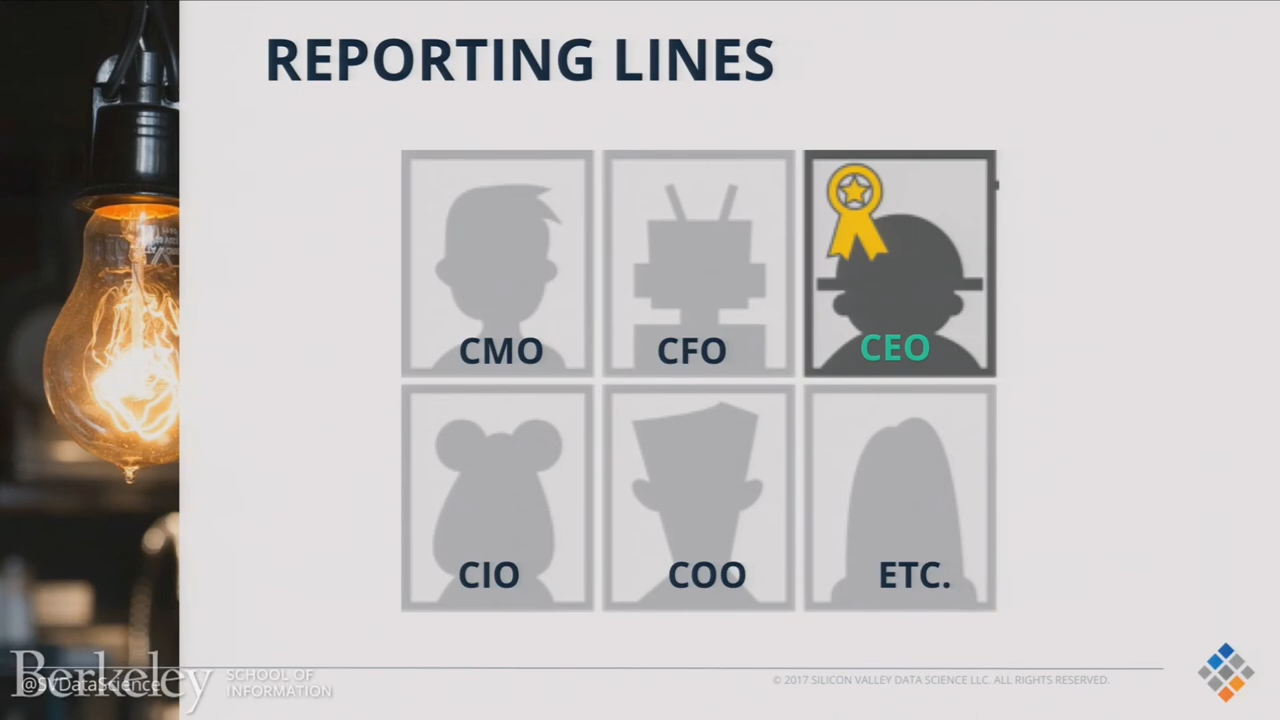 REPORTING LINES
CMO
CFO
CEO
CIO
COO
ETC.
Berkeley
SCHOOL OF
INFORMATION
@SVDataScience
© 2017 SILICON VALLEY DATA SCIENCE LLC. ALL RIGHTS RESERVED.